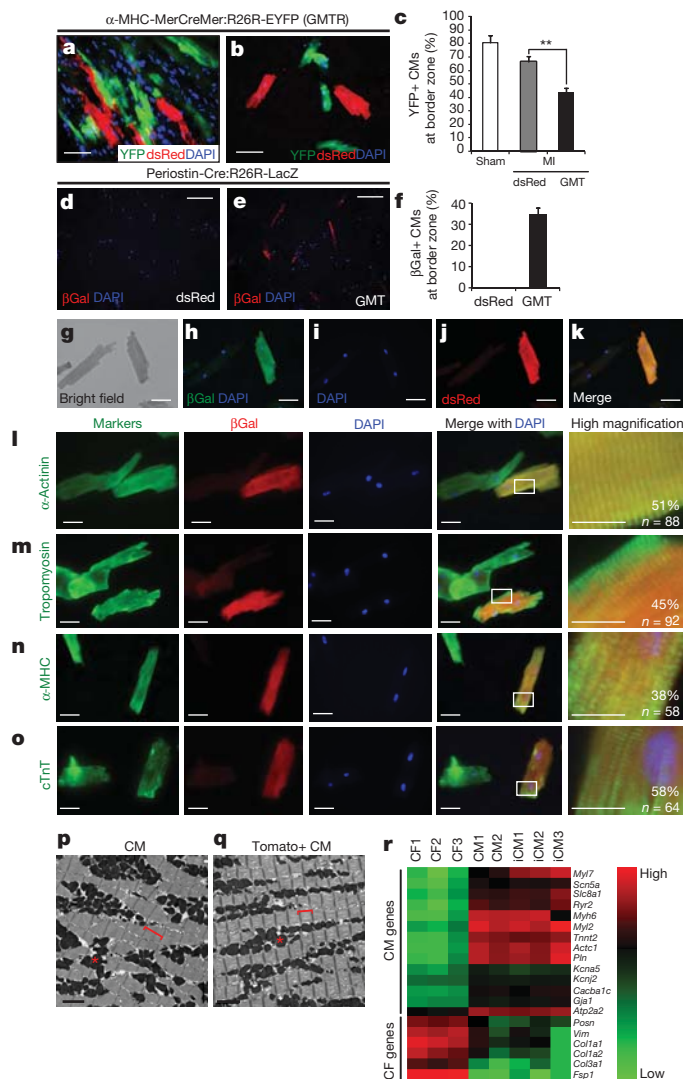 α-MHC-MerCreMer:R26R-EYFP (GMTR)
a
YFP dsRed DAPI
b
YFP dsRed DAPI
c
YFP+ CMs
at border zone (%)
100
90
80
70
60
50
40
30
20
10
0
**
Sham
MI
dsRed
GMT
Periostin-Cre:R26R-LacZ
d
βGal DAPI
dsRed
e
βGal DAPI
GMT
f
βGal+ CMs
at border zone (%)
40
30
20
10
0
dsRed
GMT
g
Bright field
h
βGal DAPI
i
DAPI
j
dsRed
k
Merge
Markers
βGal
DAPI
Merge with DAPI
High magnification
l
α-Actinin
51%
n = 88
m
Tropomyosin
45%
n = 92
n
α-MHC
38%
n = 58
o
cTnT
58%
n = 64
p
CM
*
q
Tomato+ CM
*
r
CF1
CF2
CF3
CM1
CM2
iCM1
iCM2
iCM3
CM genes
Myl7
Scn5a
Slc8a1
Ryr2
Myh6
Myl2
Tnnt2
Actc1
Pln
Kcna5
Kcnj2
Cacba1c
Gja1
Atp2a2
CF genes
Posn
Vim
Col1a1
Col1a2
Col3a1
Fsp1
High
Low